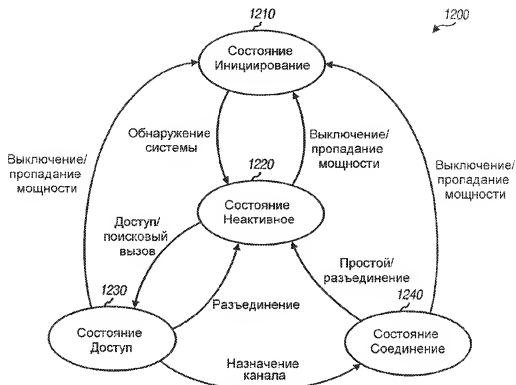 1210
1200
Состояние
Инициирование
Обнаружение
системы
Выключение/
пропадание
мощности
Выключение/
пропадание
мощности
Выключение/
пропадание
мощности
1220
Состояние
Неактивное
Доступ/
поисковый
вызов
Простой/
разъединение
1230
Разъединение
1240
Состояние
Доступ
Состояние
Соединение
Назначение
канала